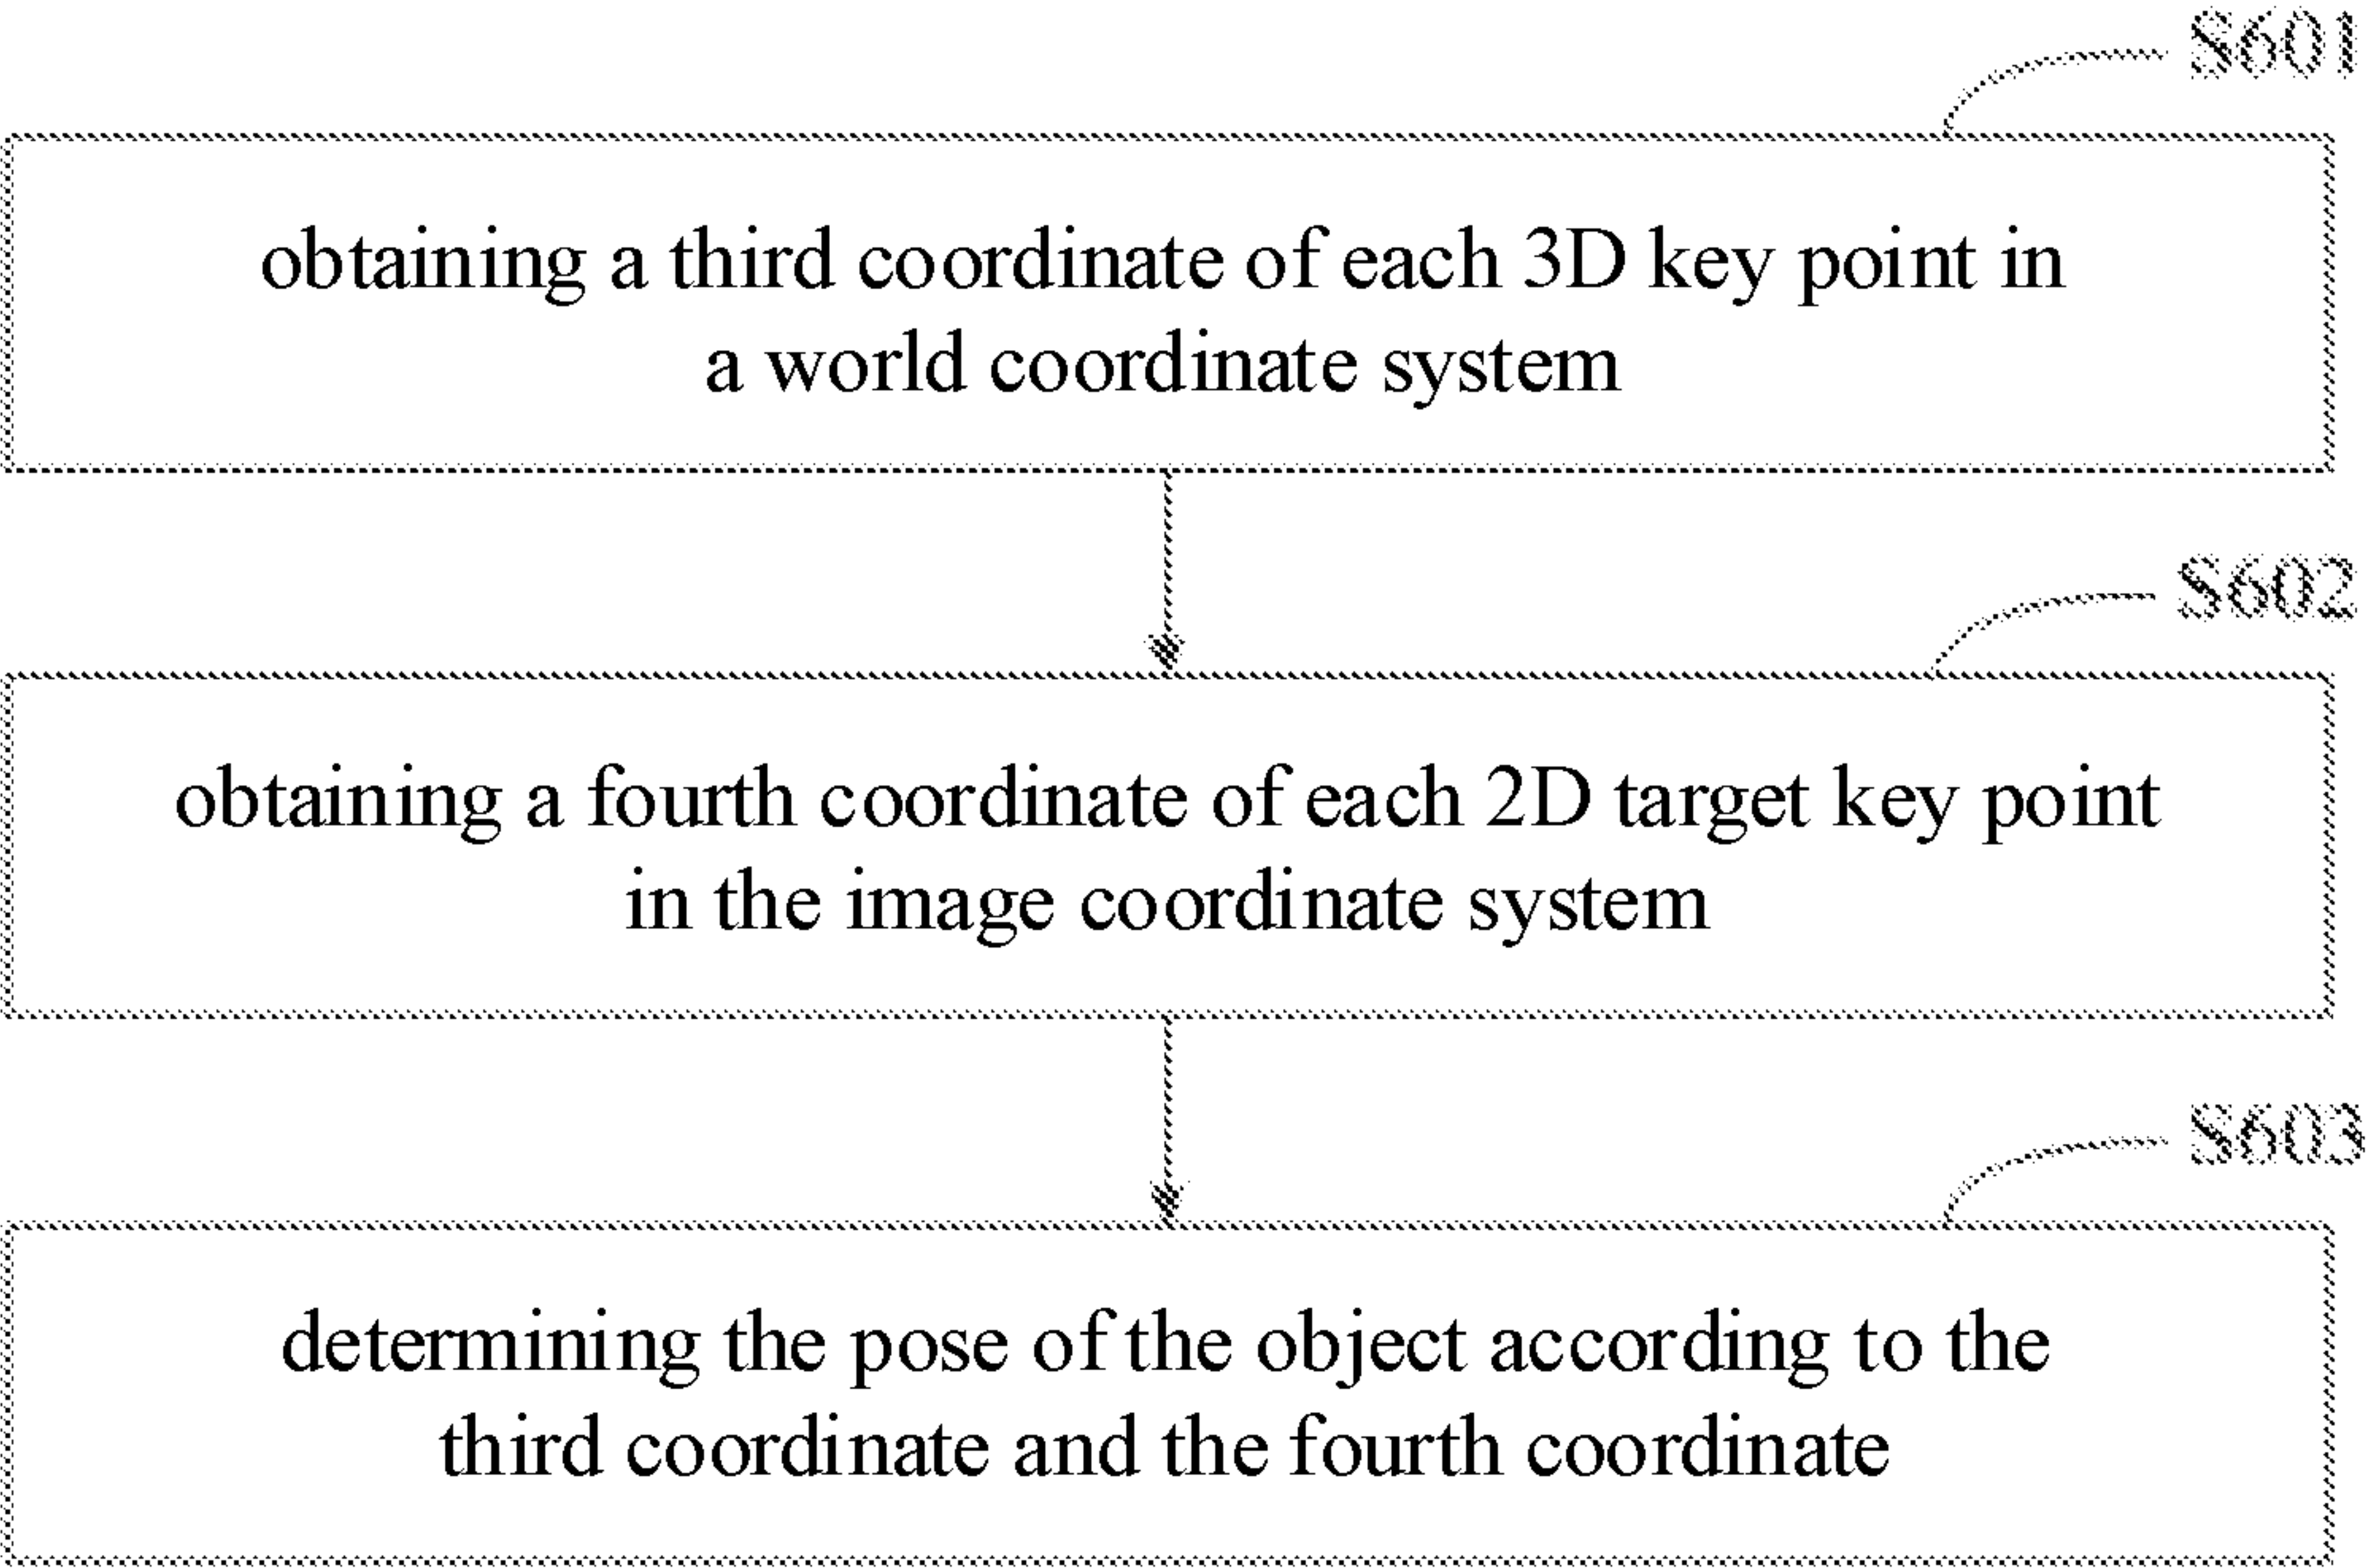 S601
obtaining a third coordinate of each 3D key point in
a world coordinate system
S602
obtaining a fourth coordinate of each 2D target key point
in the image coordinate system
S603
determining the pose of the object according to the
third coordinate and the fourth coordinate